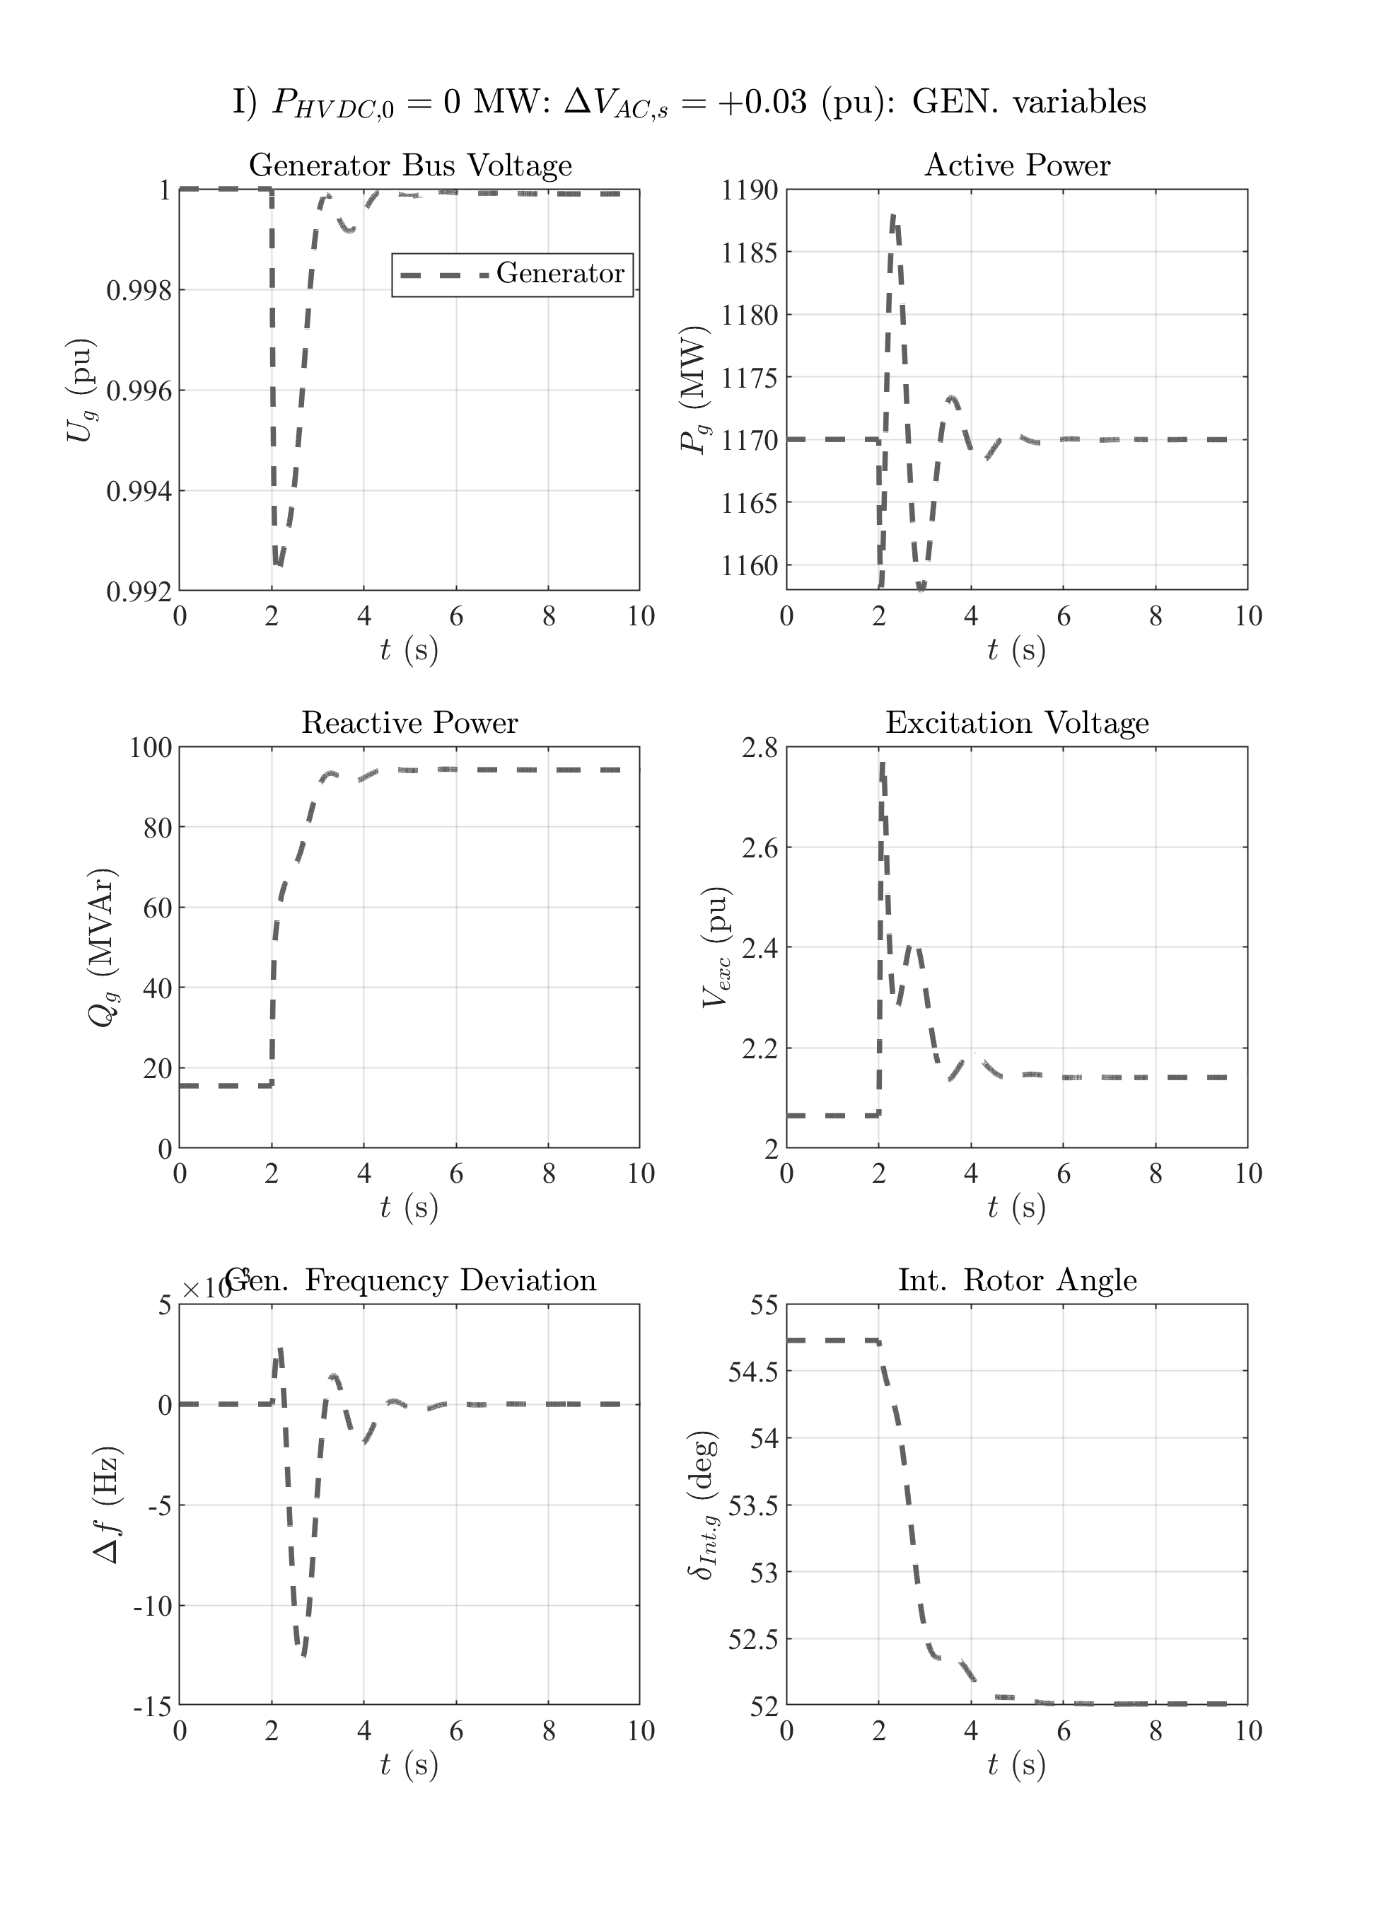 I) P_{HVDC,0} = 0 MW: ΔV_{AC,s} = +0.03 (pu): GEN. variables
Generator Bus Voltage
1
0.998
0.996
0.994
0.992
0 2 4 6 8 10
U_g (pu)
t (s)
Generator
Active Power
1190
1185
1180
1175
1170
1165
1160
0 2 4 6 8 10
P_g (MW)
t (s)
Reactive Power
100
80
60
40
20
0
0 2 4 6 8 10
Q_g (MVAr)
t (s)
Excitation Voltage
2.8
2.6
2.4
2.2
2
0 2 4 6 8 10
V_{exc} (pu)
t (s)
×10^{-3}
Gen. Frequency Deviation
5
0
-5
-10
-15
0 2 4 6 8 10
Δf (Hz)
t (s)
Int. Rotor Angle
55
54.5
54
53.5
53
52.5
52
0 2 4 6 8 10
δ_{Int.g} (deg)
t (s)